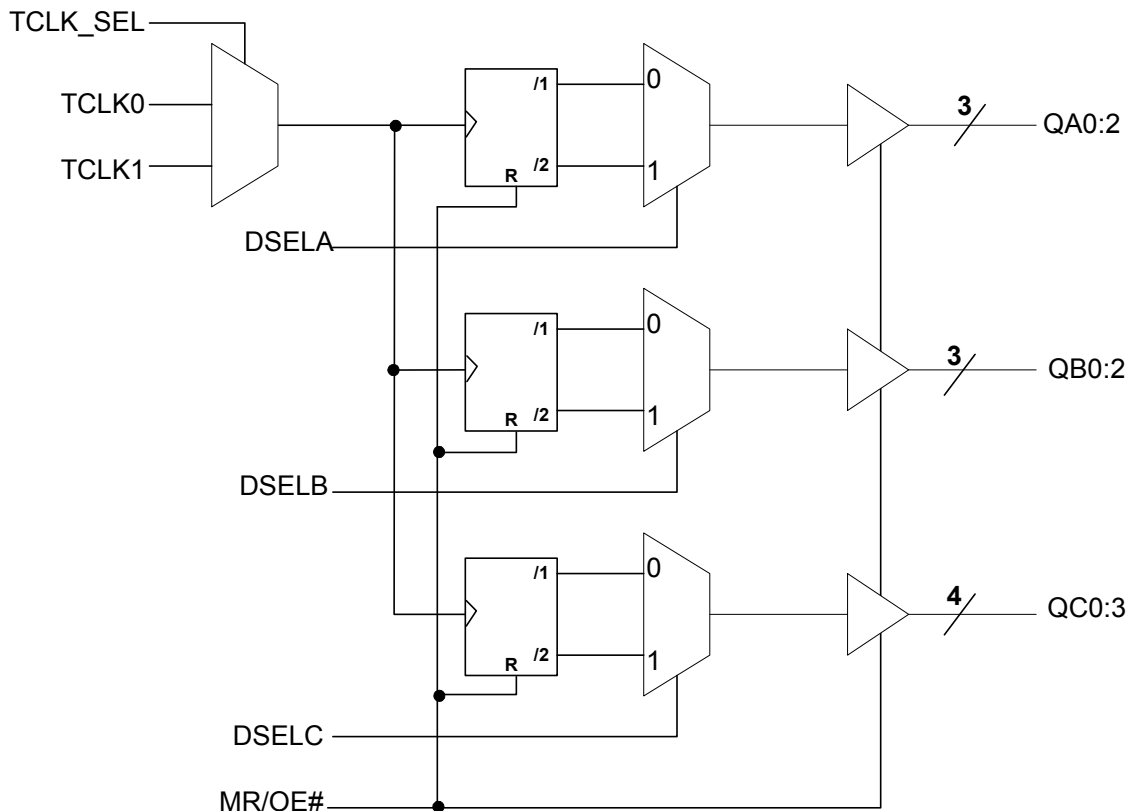 TCLK_SEL
TCLK0
TCLK1
/1
/2
R
0
1
3
QA0:2
DSELA
/1
/2
R
0
1
3
QB0:2
DSELB
/1
/2
R
0
1
4
QC0:3
DSELC
MR/OE#